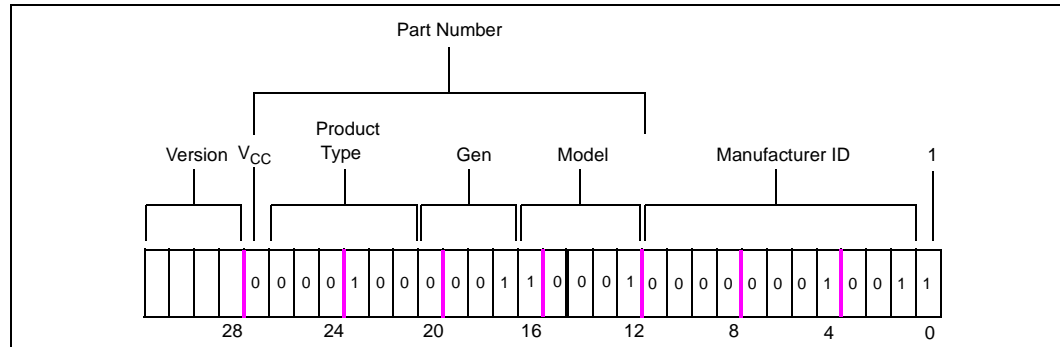 Part Number
Version V_CC Product Type Gen Model Manufacturer ID 1
0 0 0 0 1 0 0 0 0 0 1 1 0 0 0 1 0 0 0 0 0 0 0 1 0 0 1 1
28 24 20 16 12 8 4 0